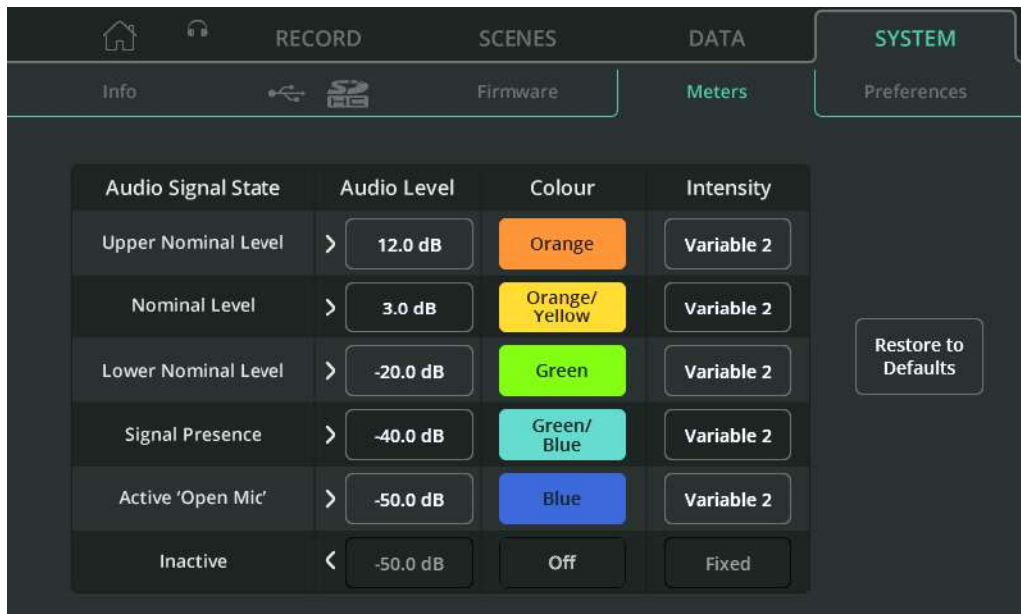 RECORD SCENES DATA SYSTEM
Info SDHC Firmware Meters Preferences
Audio Signal State Audio Level Colour Intensity
Upper Nominal Level > 12.0 dB Orange Variable 2
Nominal Level > 3.0 dB Orange/
Yellow Variable 2
Lower Nominal Level > -20.0 dB Green Variable 2
Signal Presence > -40.0 dB Green/
Blue Variable 2
Active ‘Open Mic’ > -50.0 dB Blue Variable 2
Inactive < -50.0 dB Off Fixed
Restore to
Defaults